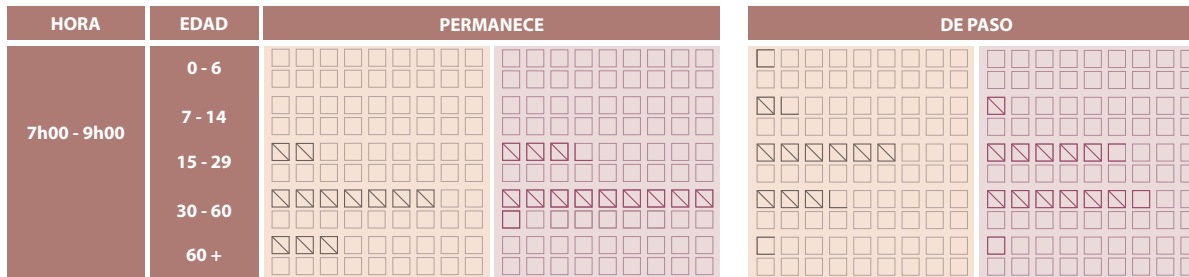 HORA EDAD PERMANECE DE PASO
0 - 6
7 - 14
7h00 - 9h00
15 - 29
30 - 60
60 +